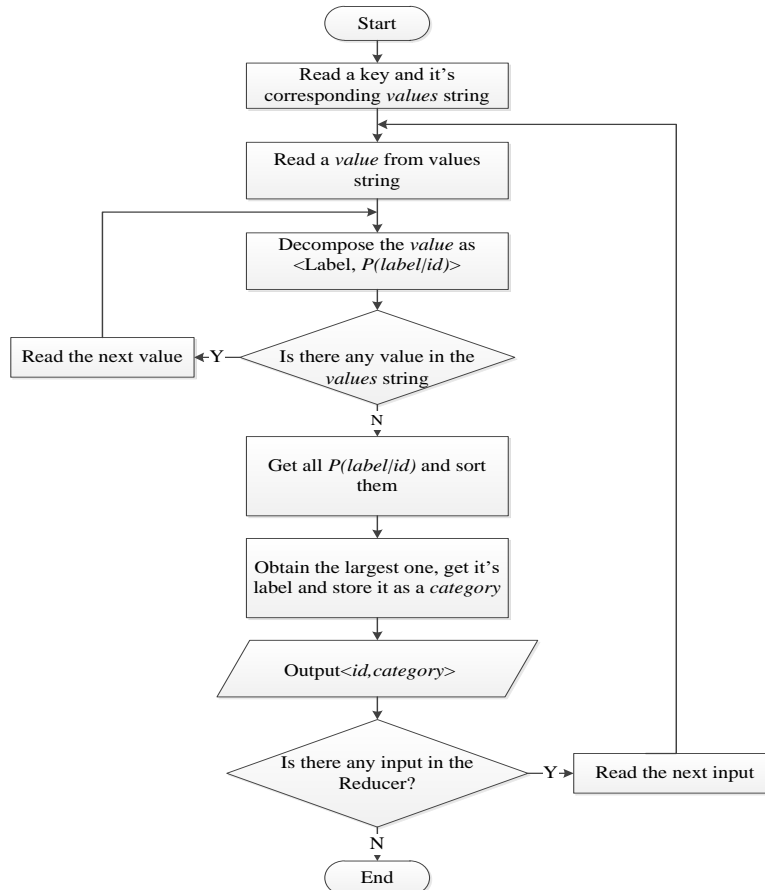 Start
Read a key and it's
corresponding values string
Read a value from values
string
Decompose the value as
<Label, P(label/id)>
Read the next value
Y
Is there any value in the
values string
N
Get all P(label/id) and sort
them
Obtain the largest one, get it's
label and store it as a category
Output<id,category>
Is there any input in the
Reducer?
Y
Read the next input
N
End